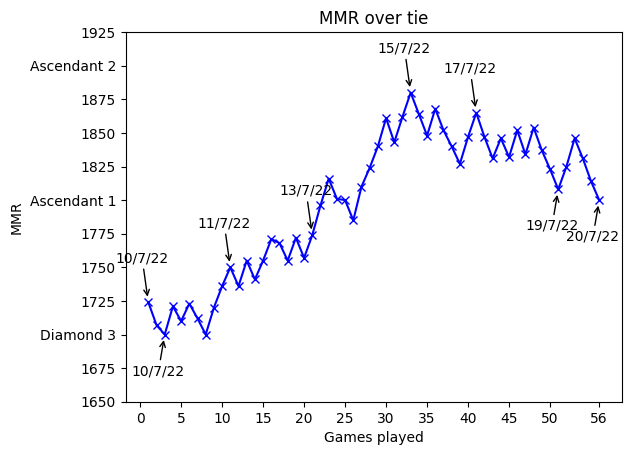 MMR over tie
1925
Ascendant 2
1875
1850
1825
Ascendant 1
1775
1750
1725
Diamond 3
1675
1650
MMR
15/7/22
17/7/22
13/7/22
11/7/22
10/7/22
19/7/22
20/7/22
10/7/22
0 5 10 15 20 25 30 35 40 45 50 56
Games played